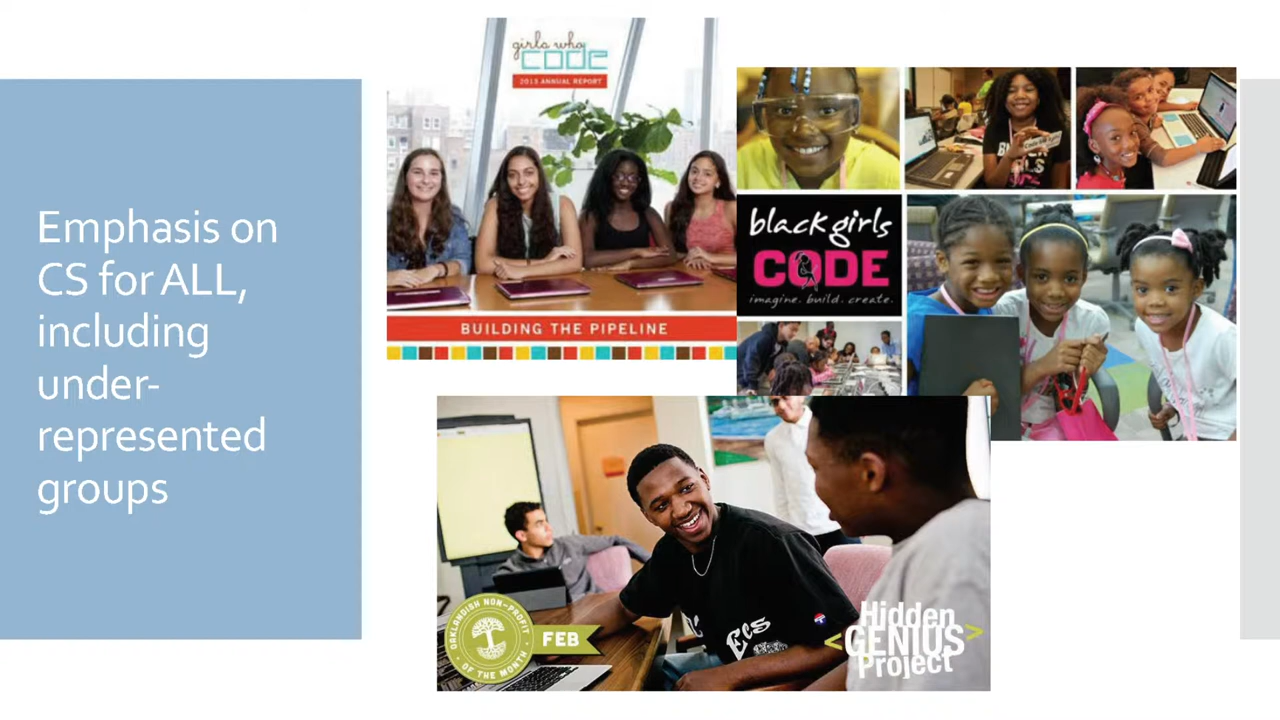 Emphasis on
CS for ALL,
including
under-
represented
groups
girls who
code
2013 ANNUAL REPORT
BUILDING THE PIPELINE
black girls
CODE
imagine. build. create.
OAKLANDISH NON-PROFIT
OF THE MONTH
FEB
Ecs
Hidden
<GENIUS>
Project